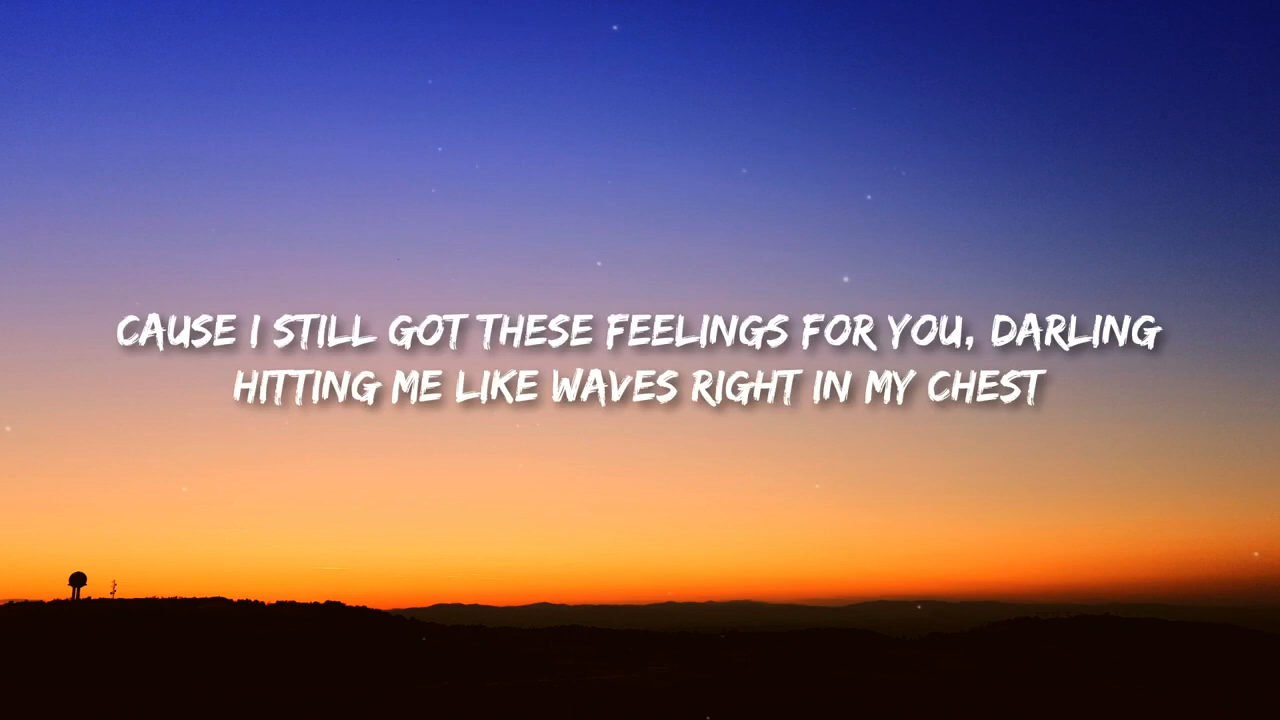 CAUSE I STILL GOT THESE FEELINGS FOR YOU, DARLING
HITTING ME LIKE WAVES RIGHT IN MY CHEST